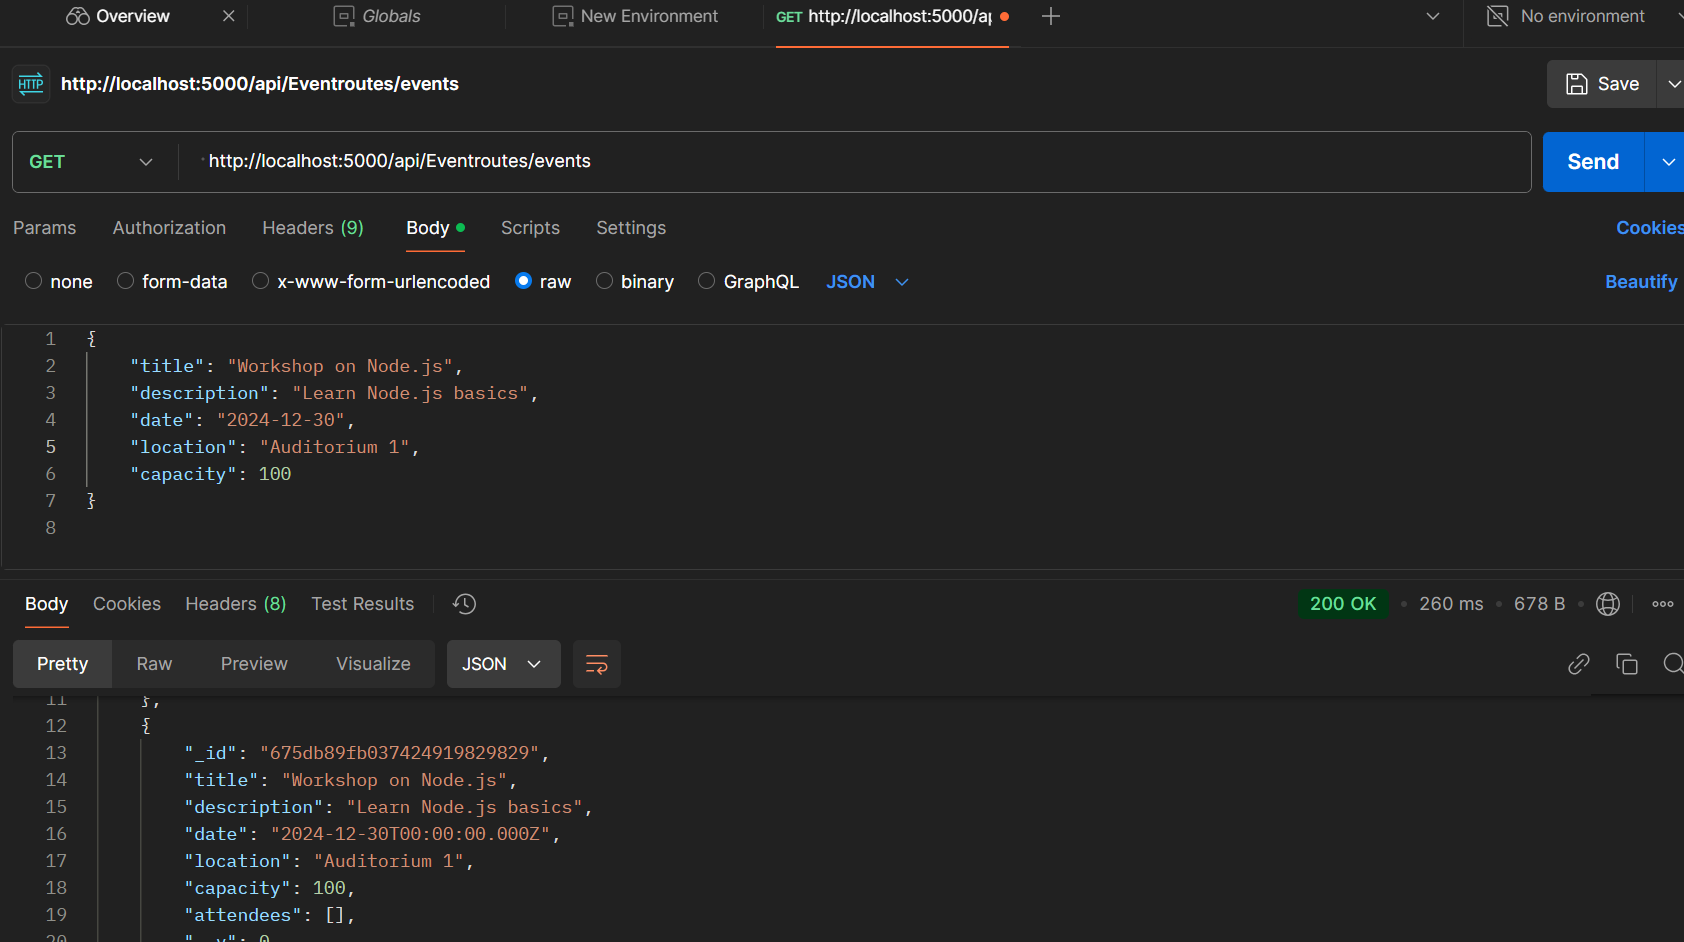 Overview Globals New Environment GET http://localhost:5000/ap No environment
HTTP http://localhost:5000/api/Eventroutes/events Save
GET http://localhost:5000/api/Eventroutes/events Send
Params Authorization Headers (9) Body Scripts Settings Cookies
none form-data x-www-form-urlencoded raw binary GraphQL JSON Beautify
1 {
2 "title": "Workshop on Node.js",
3 "description": "Learn Node.js basics",
4 "date": "2024-12-30",
5 "location": "Auditorium 1",
6 "capacity": 100
7 }
8
Body Cookies Headers (8) Test Results 200 OK • 260 ms • 678 B
Pretty Raw Preview Visualize JSON
11 },
12 {
13 "_id": "675db89fb037424919829829",
14 "title": "Workshop on Node.js",
15 "description": "Learn Node.js basics",
16 "date": "2024-12-30T00:00:00.000Z",
17 "location": "Auditorium 1",
18 "capacity": 100,
19 "attendees": [],
20 "__v": 0